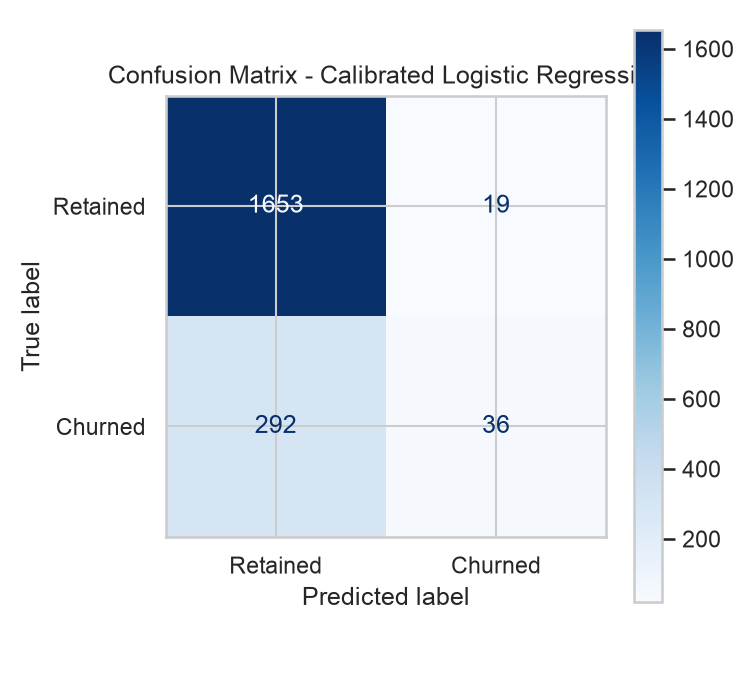 Confusion Matrix - Calibrated Logistic Regressi
1600
1400
1200
1000
800
600
400
200
True label
Retained
1653
19
Churned
292
36
Retained
Churned
Predicted label